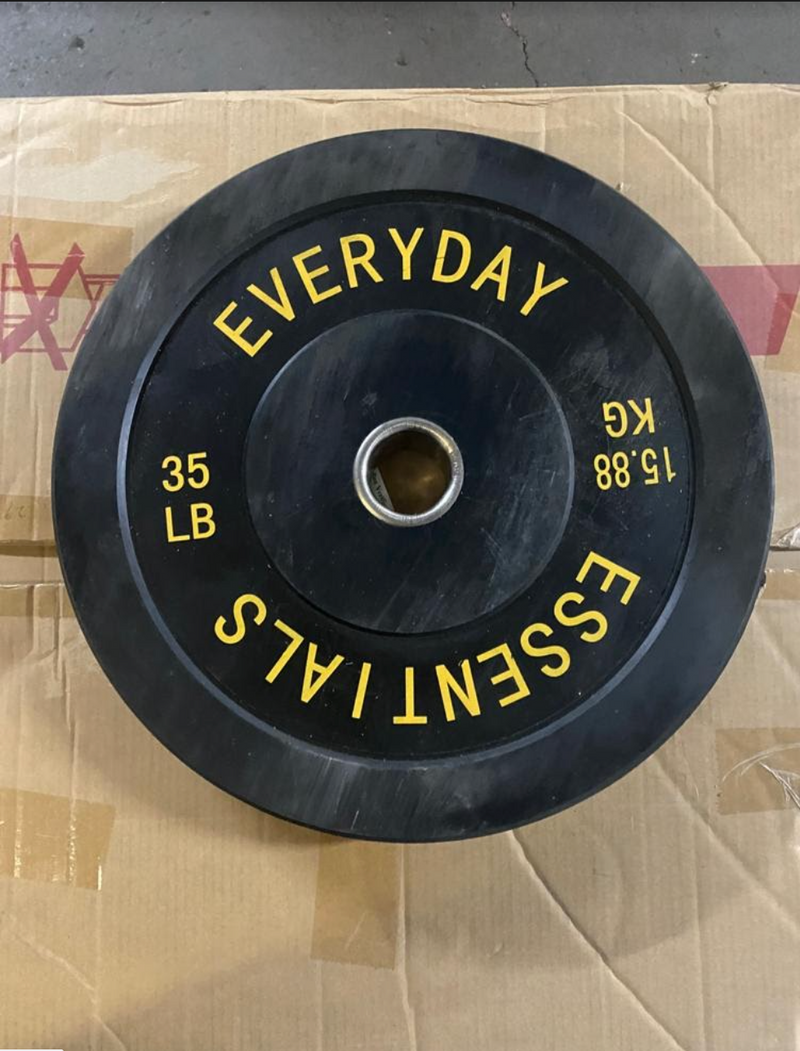 EVERYDAY
35
LB
15.88
KG
ESSENTIALS